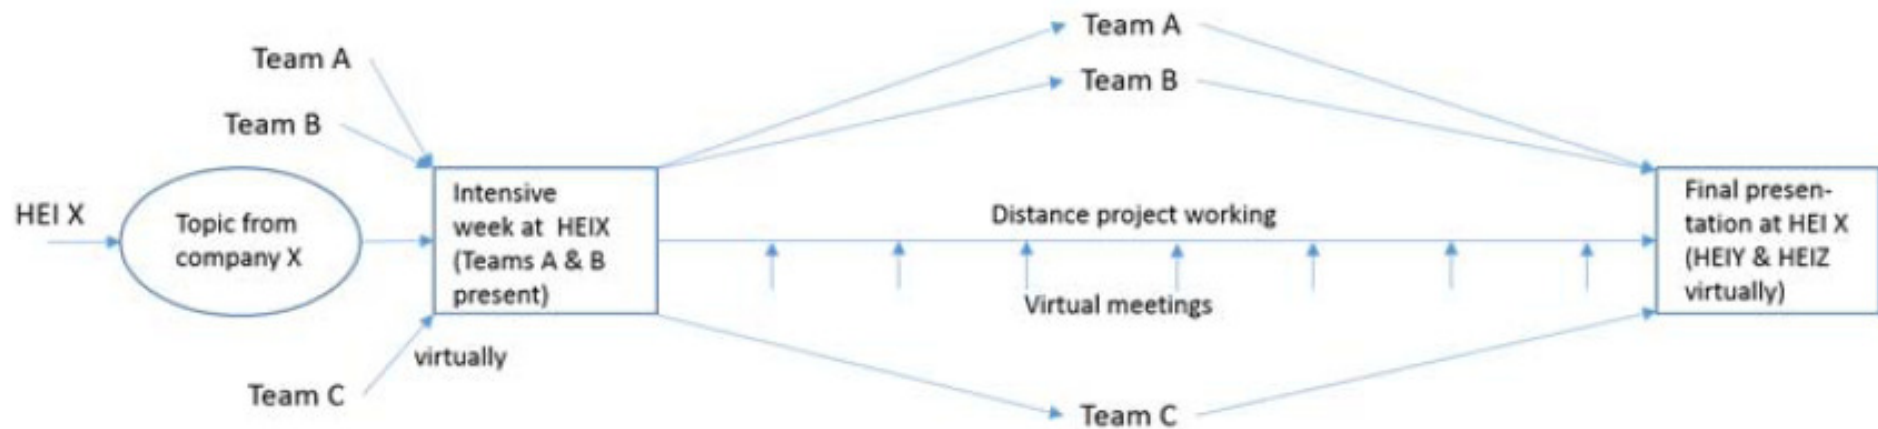 Team A
Team B
HEI X
Topic from
company X
Team C
virtually
Intensive
week at HEIX
(Teams A & B
present)
Team A
Team B
Distance project working
Virtual meetings
Team C
Final presen-
tation at HEI X
(HEIY & HEIZ
virtually)